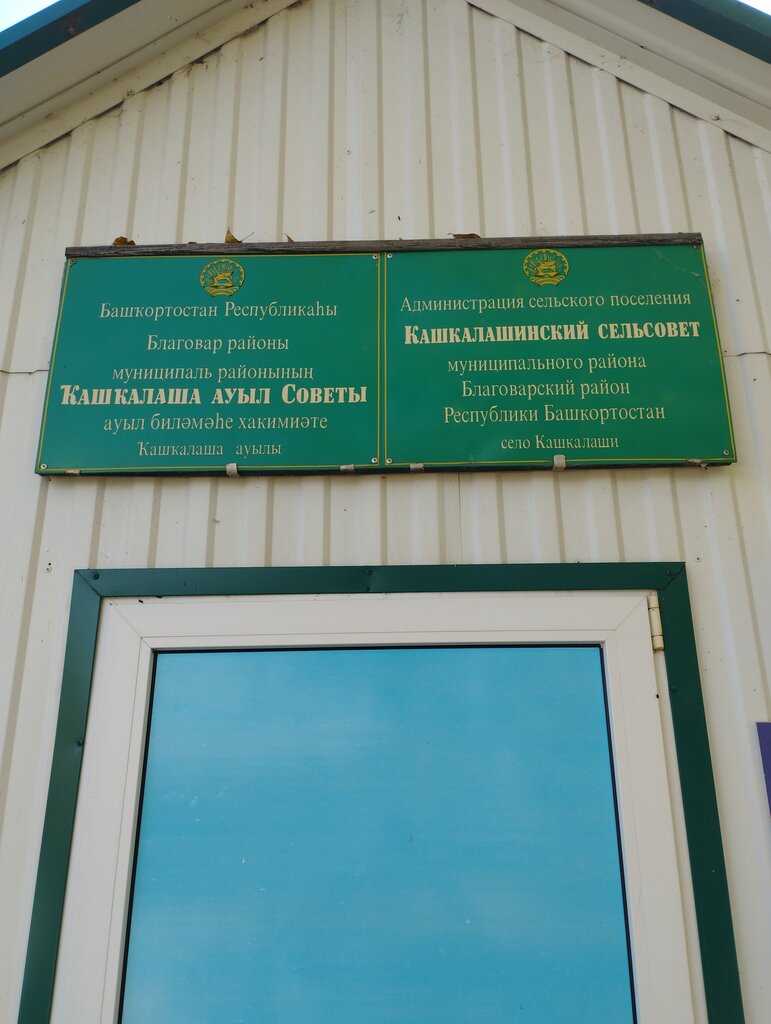 Башҡортостан Республикаһы
Благовар районы
муниципаль районының
Ҡашҡалаша ауыл Советы
ауыл биләмәһе хакимиәте
Ҡашҡалаша ауылы
Администрация сельского поселения
Кашкалашинский сельсовет
муниципального района
Благоварский район
Республики Башкортостан
село Кашкалаши